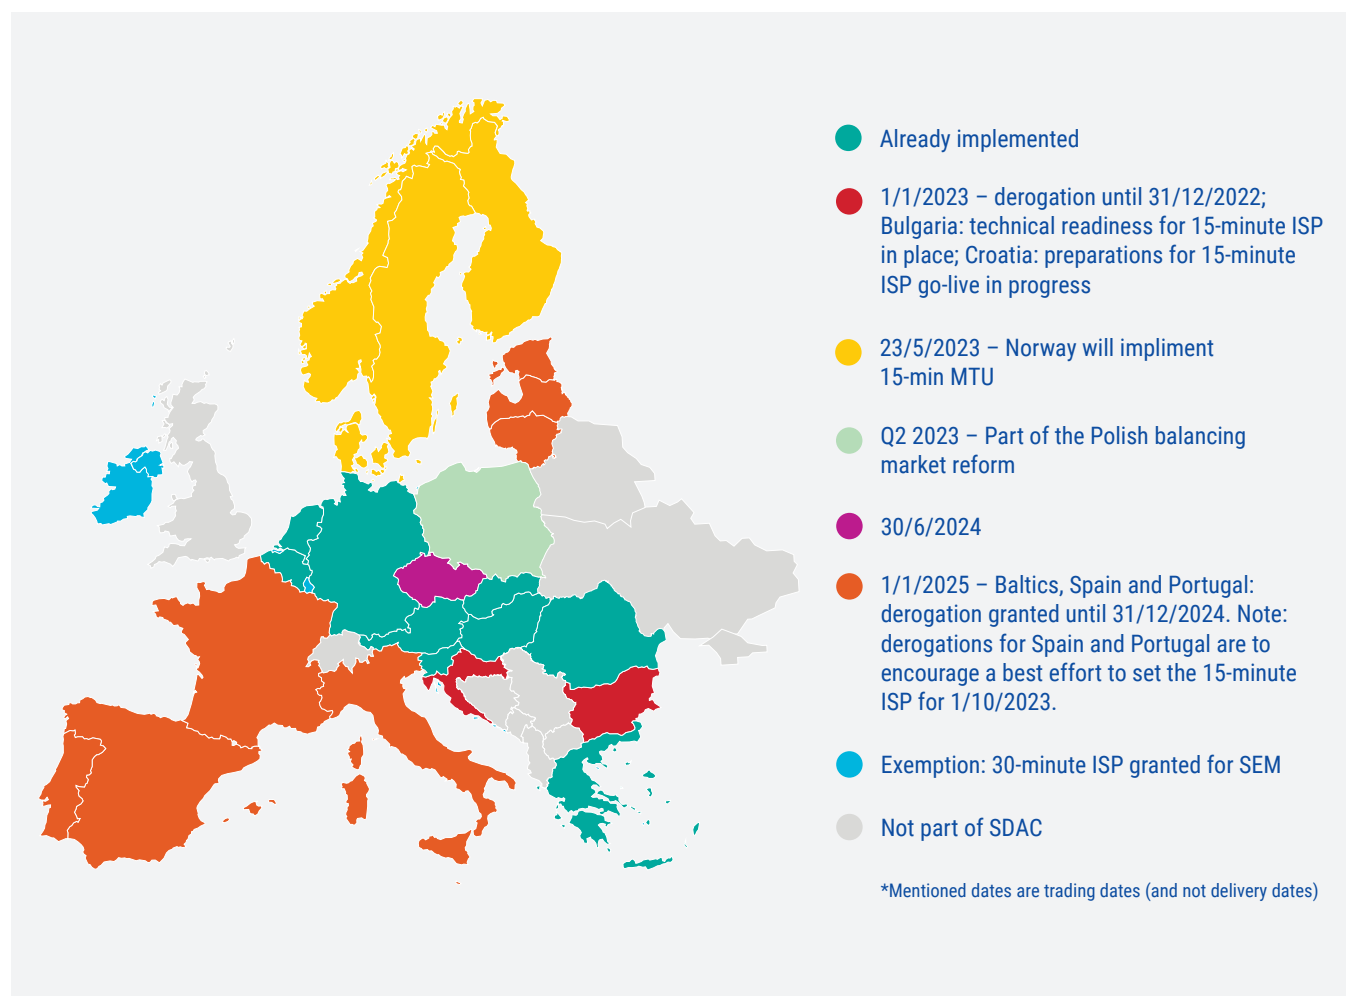 Already implemented
1/1/2023 – derogation until 31/12/2022;
Bulgaria: technical readiness for 15-minute ISP
in place; Croatia: preparations for 15-minute
ISP go-live in progress
23/5/2023 – Norway will impliment
15-min MTU
Q2 2023 – Part of the Polish balancing
market reform
30/6/2024
1/1/2025 – Baltics, Spain and Portugal:
derogation granted until 31/12/2024. Note:
derogations for Spain and Portugal are to
encourage a best effort to set the 15-minute
ISP for 1/10/2023.
Exemption: 30-minute ISP granted for SEM
Not part of SDAC
*Mentioned dates are trading dates (and not delivery dates)